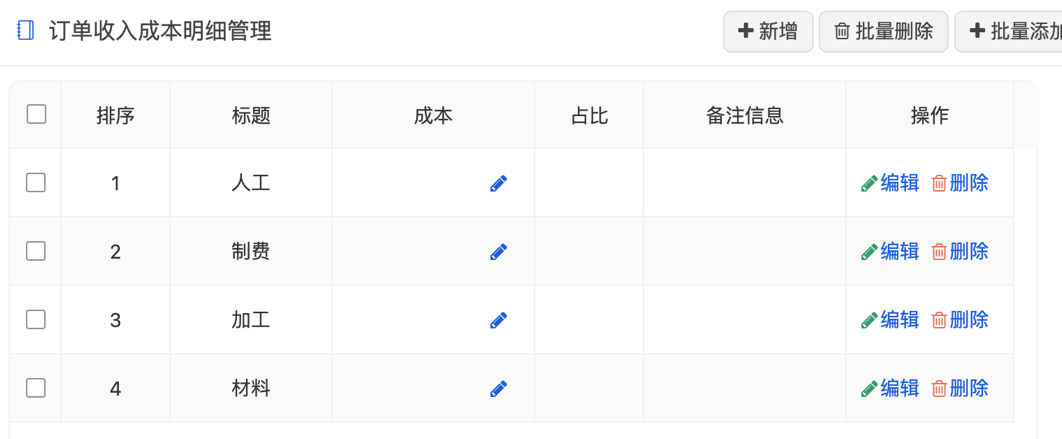 订单收入成本明细管理 新增 批量删除 批量添加
排序 标题 成本 占比 备注信息 操作
1 人工 编辑 删除
2 制费 编辑 删除
3 加工 编辑 删除
4 材料 编辑 删除